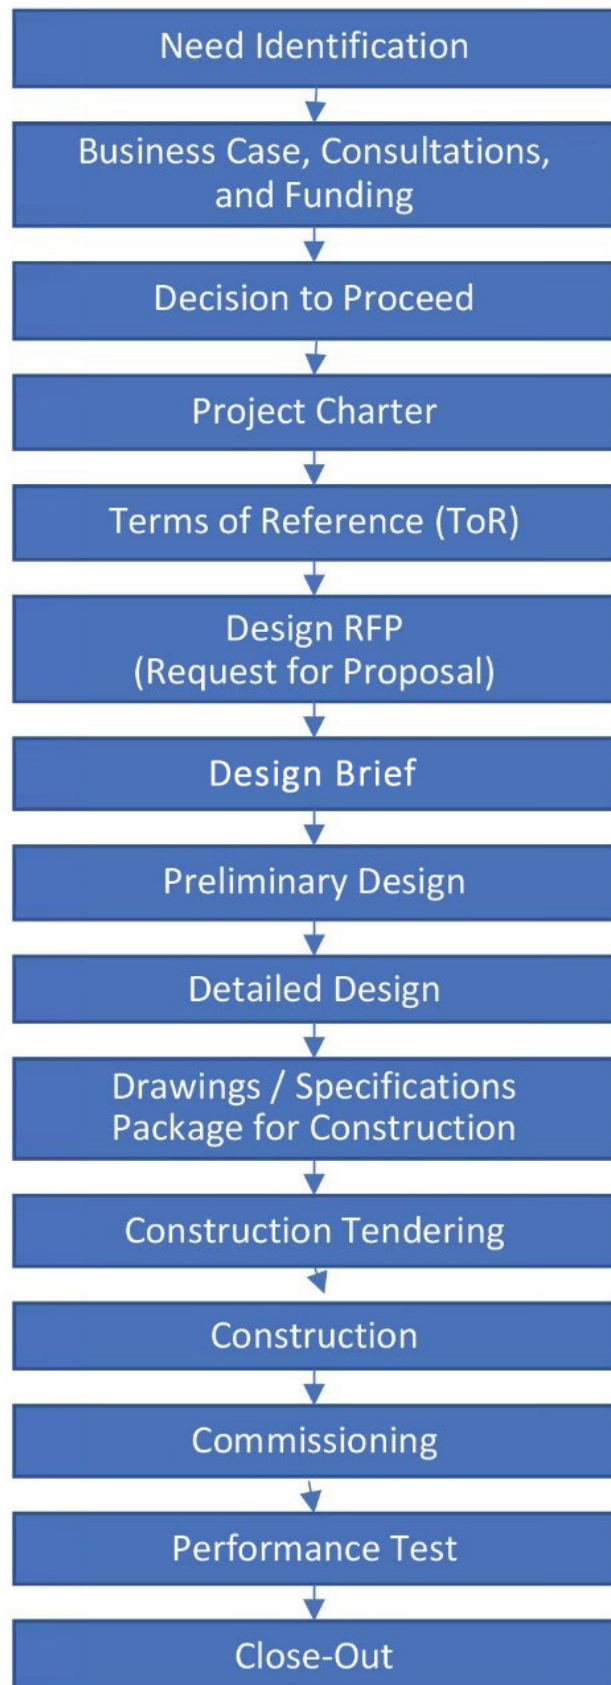 Need Identification
Business Case, Consultations,
and Funding
Decision to Proceed
Project Charter
Terms of Reference (ToR)
Design RFP
(Request for Proposal)
Design Brief
Preliminary Design
Detailed Design
Drawings / Specifications
Package for Construction
Construction Tendering
Construction
Commissioning
Performance Test
Close-Out